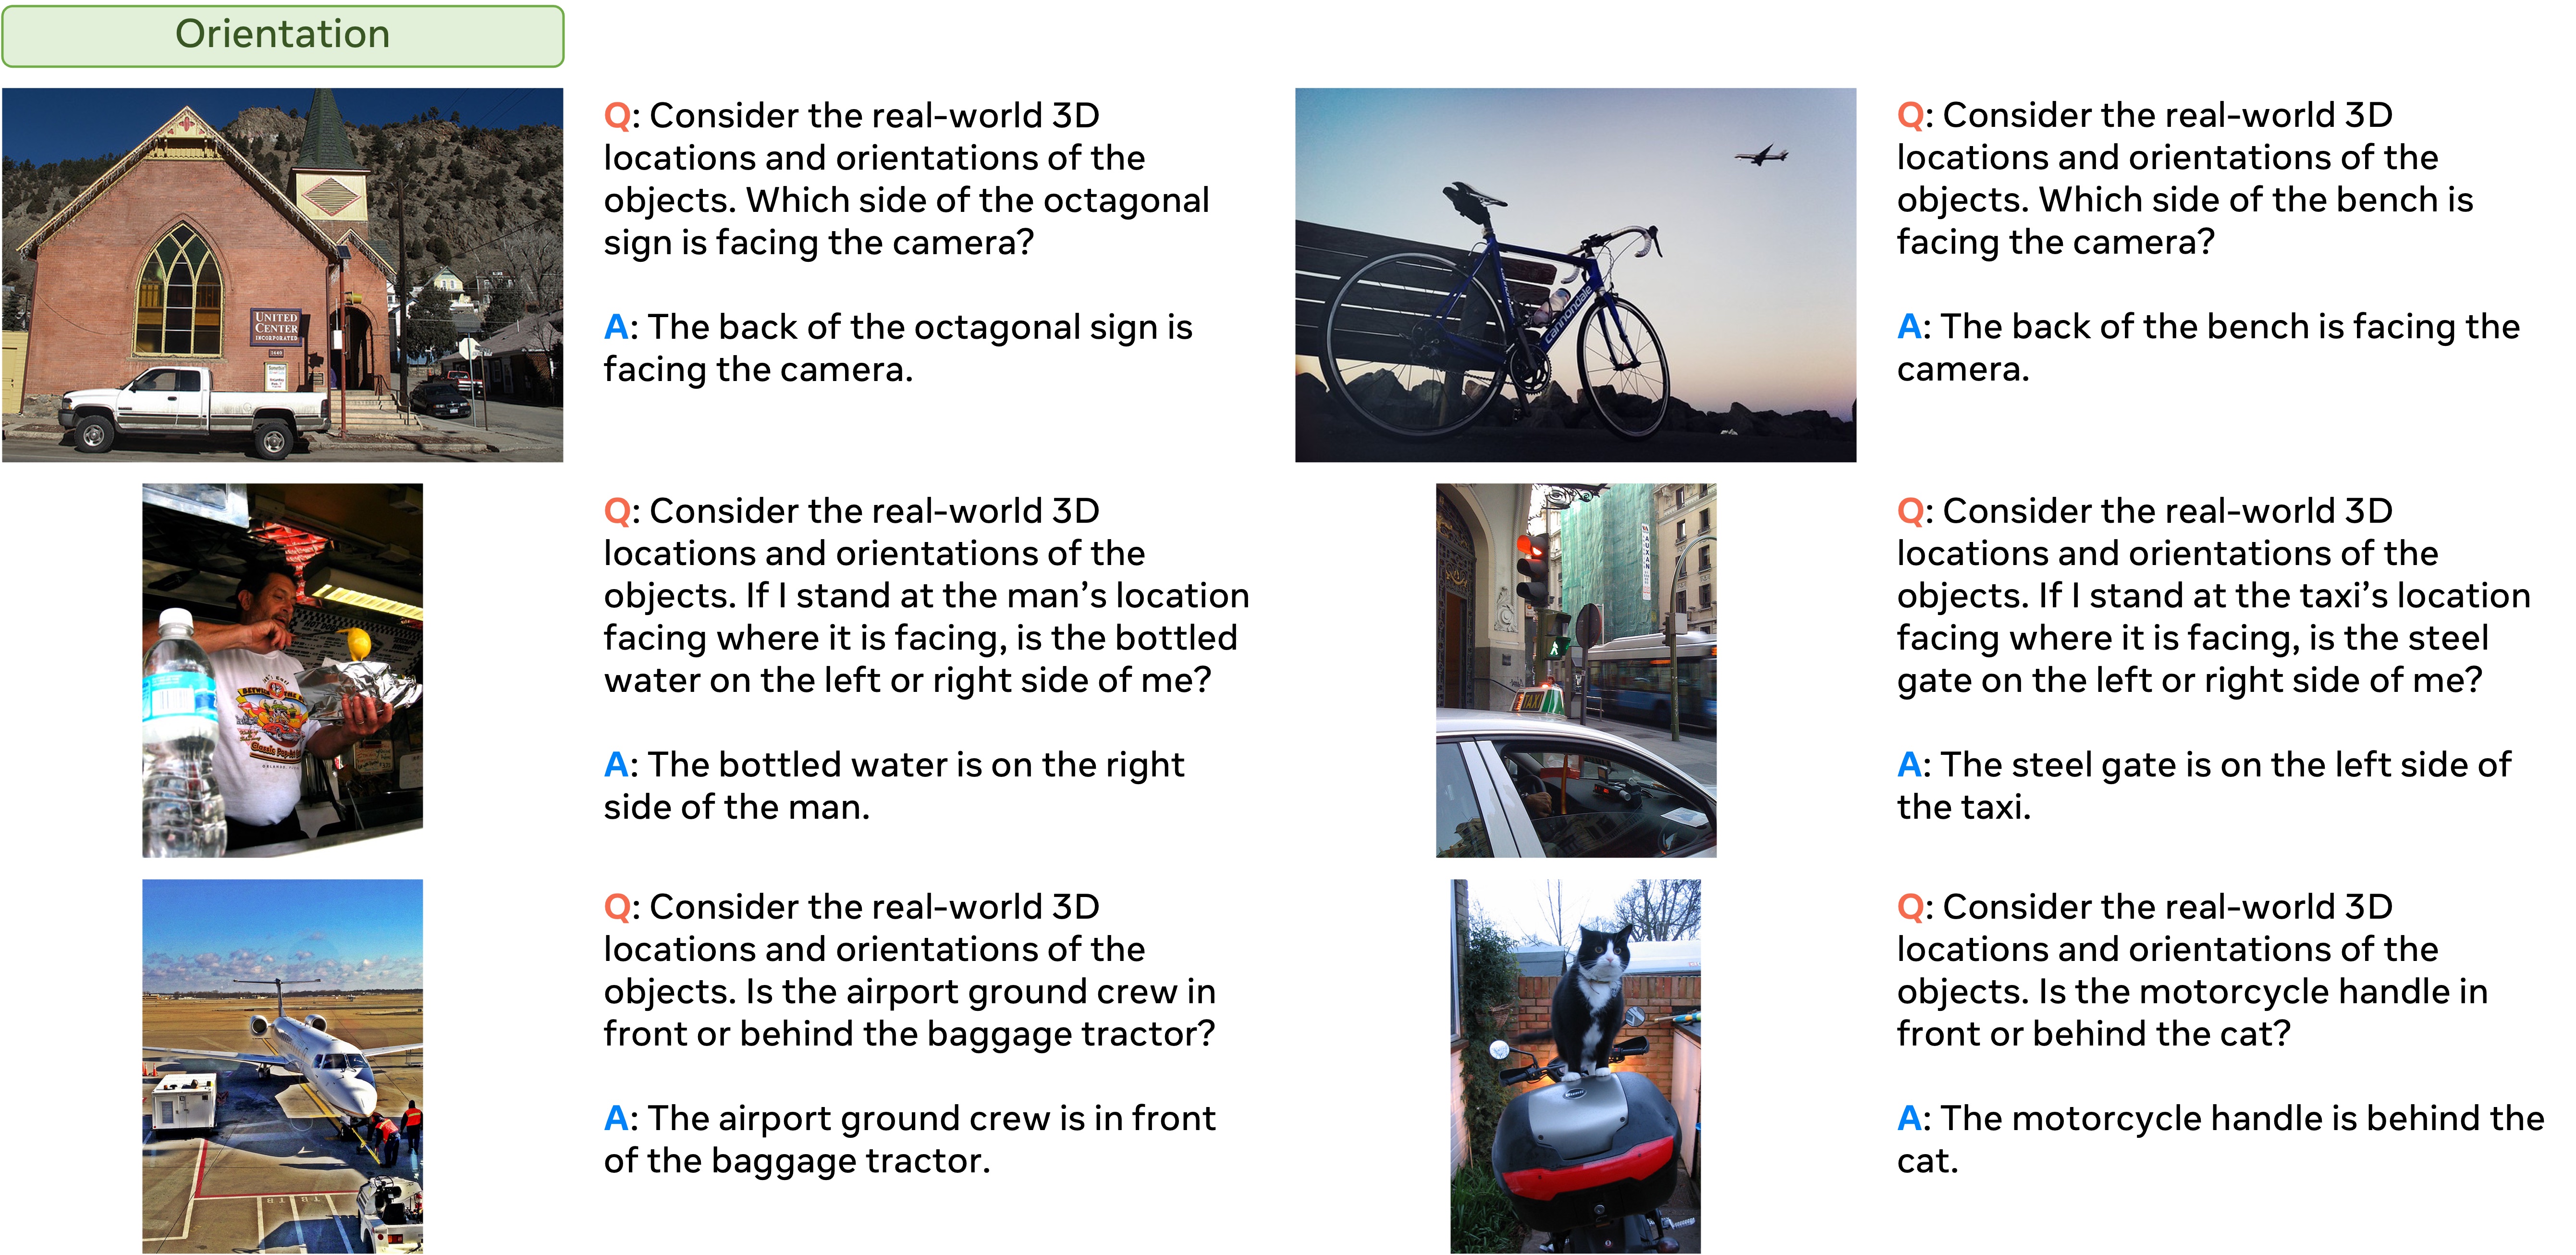 Orientation
Q: Consider the real-world 3D
locations and orientations of the
objects. Which side of the octagonal
sign is facing the camera?
A: The back of the octagonal sign is
facing the camera.
UNITED
CENTER
INCORPORATED
Q: Consider the real-world 3D
locations and orientations of the
objects. Which side of the bench is
facing the camera?
A: The back of the bench is facing the
camera.
cannondale
Q: Consider the real-world 3D
locations and orientations of the
objects. If I stand at the man's location
facing where it is facing, is the bottled
water on the left or right side of me?
A: The bottled water is on the right
side of the man.
Q: Consider the real-world 3D
locations and orientations of the
objects. If I stand at the taxi's location
facing where it is facing, is the steel
gate on the left or right side of me?
A: The steel gate is on the left side of
the taxi.
TAXI
Q: Consider the real-world 3D
locations and orientations of the
objects. Is the airport ground crew in
front or behind the baggage tractor?
A: The airport ground crew is in front
of the baggage tractor.
Q: Consider the real-world 3D
locations and orientations of the
objects. Is the motorcycle handle in
front or behind the cat?
A: The motorcycle handle is behind the
cat.